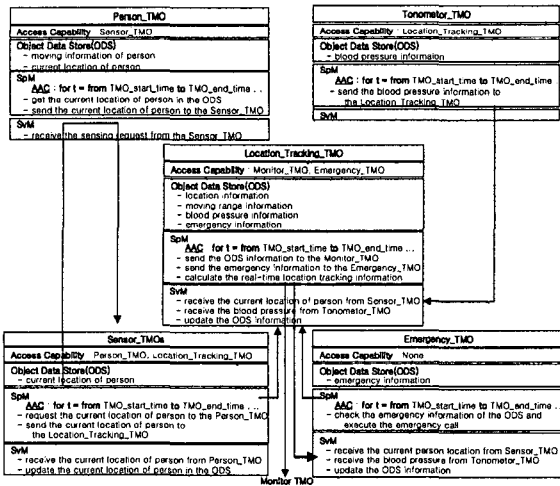 Person_TMO
Access Capability Sensor_TMO
Object Data Store(ODS)
- moving information of person
- current location of person
SpM
AAC : for t = from TMO_start_time to TMO_end_time ...
- get the current location of person in the ODS
- send the current location of person to the Sensor_TMO
SvM
- receive the sensing request from the Sensor_TMO
Tonometor_TMO
Access Capability : Location_Tracking_TMO
Object Data Store(ODS)
- blood pressure informaion
SpM
AAC : for t = from TMO_start_time to TMO_end_time
- send the blood pressure information to
the Location_Tracking_TMO
SvM
Location_Tracking_TMO
Access Capability : Monitor_TMO, Emergency_TMO
Object Data Store(ODS)
- location information
- moving range information
- blood pressure information
- emergency information
SpM
AAC for t = from TMO_start_time to TMO_end_time ...
- send the ODS information to the Monitor_TMO
- send the emergency information to the Emergency_TMO
- calculate the real-time location tracking information
SvM
- receive the current location of person from Sensor_TMO
- receive the blood pressure from Tonometor_TMO
- update the ODS information
Sensor_TMOs
Access Capability Person_TMO, Location_Tracking_TMO
Object Data Store(ODS)
- current location of person
SpM
AAC : for t = from TMO_start_time to TMO_end_time ...
- request the current location of person to the Person_TMO
- send the current location of person to
the Location_Tracking_TMO
SvM
- receive the current location of person from Person_TMO
- update the current location of person in the ODS
Emergency_TMO
Access Capability None
Object Data Store(ODS)
- emergency information
SpM
AAC : for t = from TMO_start_time to TMO_end_time ...
- check the emergency information of the ODS and
execute the emergency call
SvM
- receive the current person location from Sensor_TMO
- receive the blood pressure from Tonometor_TMO
- update the ODS Information
Monitor TMO